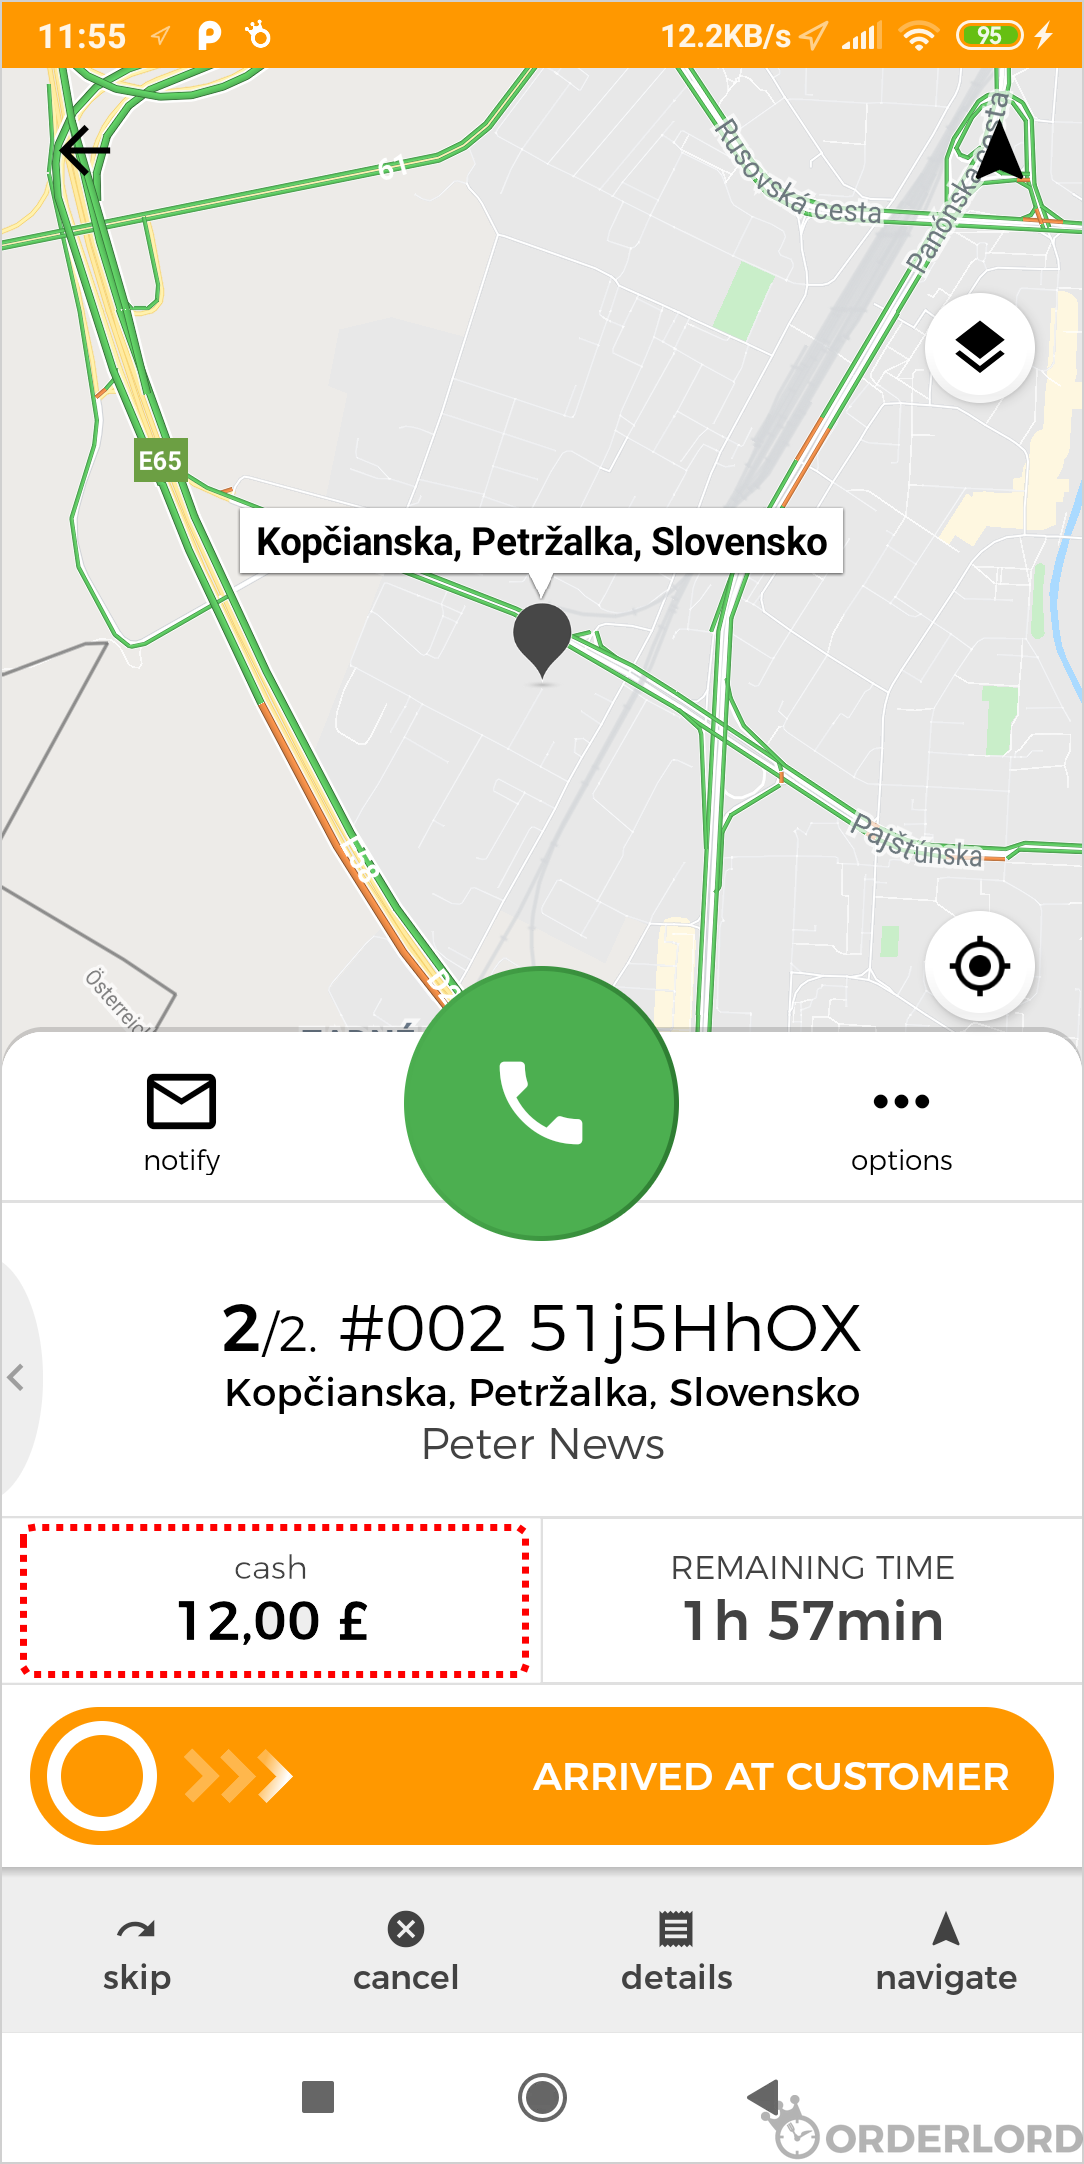 11:55
12.2KB/s
95
61
Rusovská cesta
Panónska cesta
E65
Kopčianska, Petržalka, Slovensko
E58
Pajštúnska
Kopčianska, Petržalka, Slovensko
notify
options
2/2. #002 51j5HhOX
Peter News
cash
12,00 £
REMAINING TIME
1h 57min
ARRIVED AT CUSTOMER
skip
cancel
details
navigate
ORDERLORD